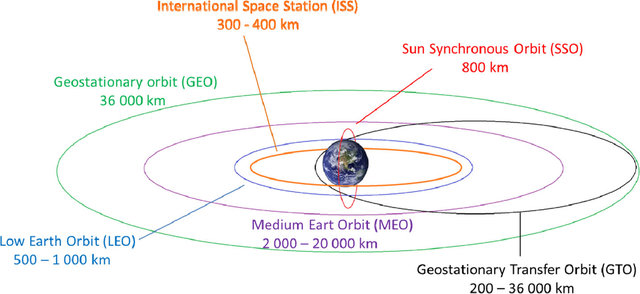 International Space Station (ISS)
300 - 400 km
Sun Synchronous Orbit (SSO)
800 km
Geostationary orbit (GEO)
36 000 km
Medium Eart Orbit (MEO)
2 000 – 20 000 km
Low Earth Orbit (LEO)
500 – 1 000 km
Geostationary Transfer Orbit (GTO)
200 – 36 000 km